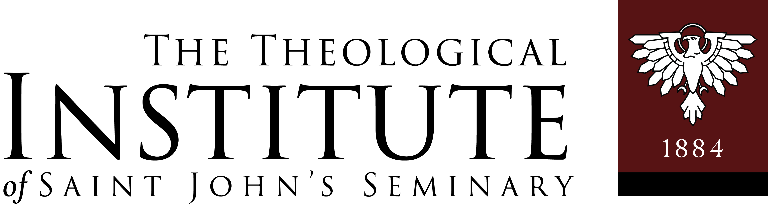 THE THEOLOGICAL
INSTITUTE
of SAINT JOHN'S SEMINARY
1884